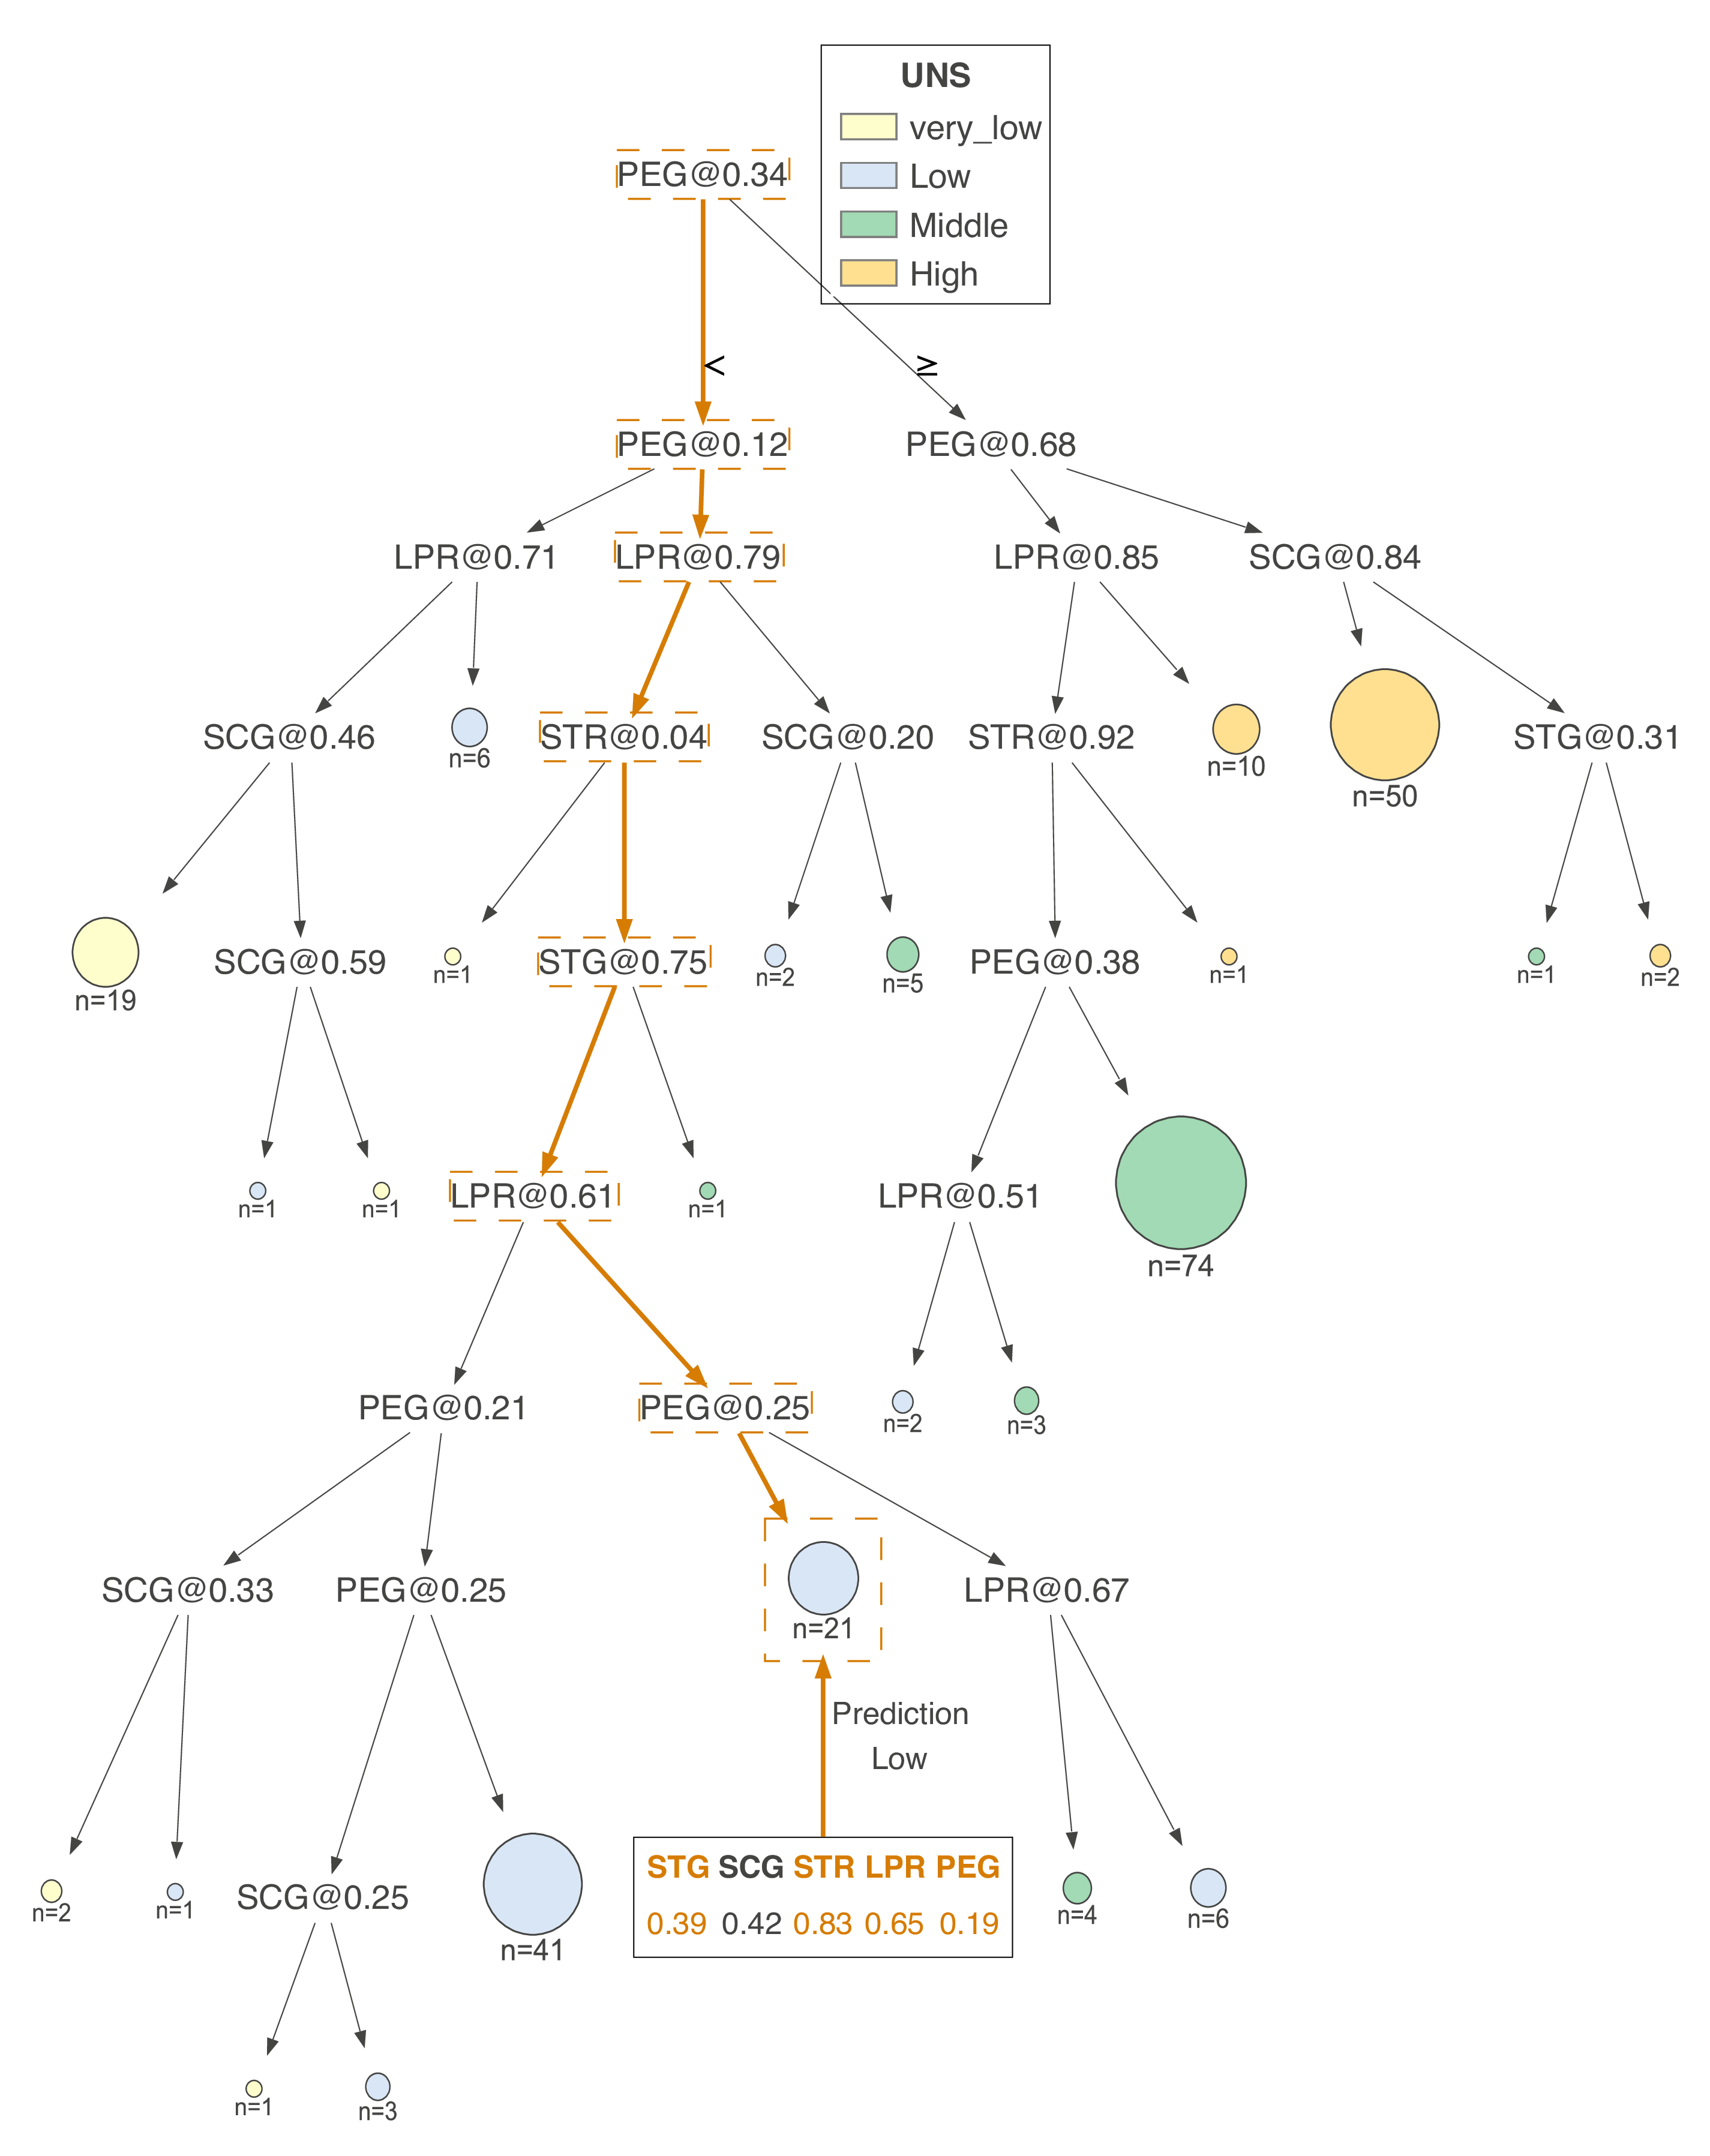 UNS
very_low
Low
Middle
High
PEG@0.34
<
≥
PEG@0.12
PEG@0.68
LPR@0.71
LPR@0.79
LPR@0.85
SCG@0.84
SCG@0.46
n=6
STR@0.04
SCG@0.20
STR@0.92
n=10
n=50
STG@0.31
n=19
SCG@0.59
n=1
STG@0.75
n=2
n=5
PEG@0.38
n=1
n=1
n=2
n=1
n=1
LPR@0.61
n=1
LPR@0.51
n=74
PEG@0.21
PEG@0.25
n=2
n=3
SCG@0.33
PEG@0.25
n=21
LPR@0.67
Prediction
Low
n=2
n=1
SCG@0.25
n=41
STG SCG STR LPR PEG
0.39 0.42 0.83 0.65 0.19
n=4
n=6
n=1
n=3